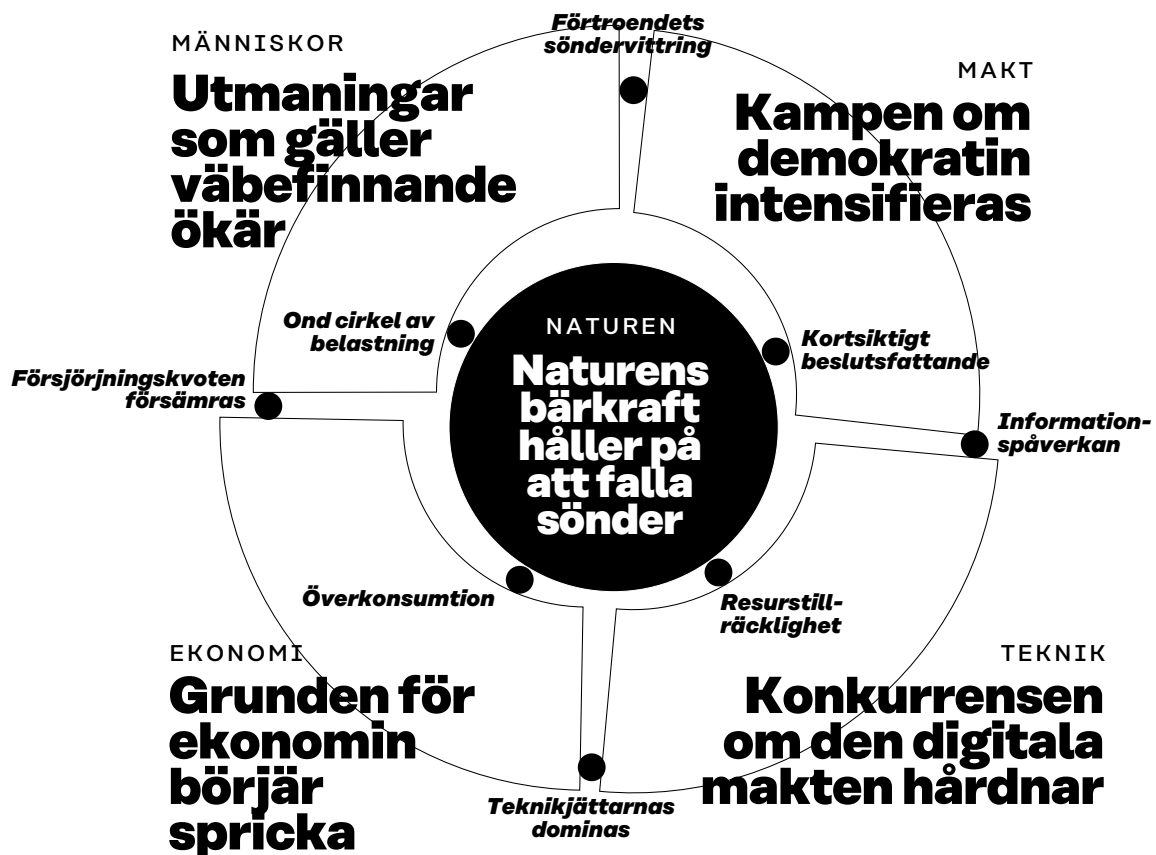 Förtroendets
söndervittring
MÄNNISKOR
Utmaningar
som gäller
väbefinnande
ökär
MAKT
Kampen om
demokratin
intensifieras
Ond cirkel av
belastning
NATUREN
Naturens
bärkraft
håller på
att falla
sönder
Kortsiktigt
beslutsfattande
Försjörjningskvoten
försämras
Information-
spåverkan
Överkonsumtion
Resurstill-
räcklighet
EKONOMI
Grunden för
ekonomin
börjär
spricka
TEKNIK
Konkurrensen
om den digitala
makten hårdnar
Teknikjättarnas
dominas